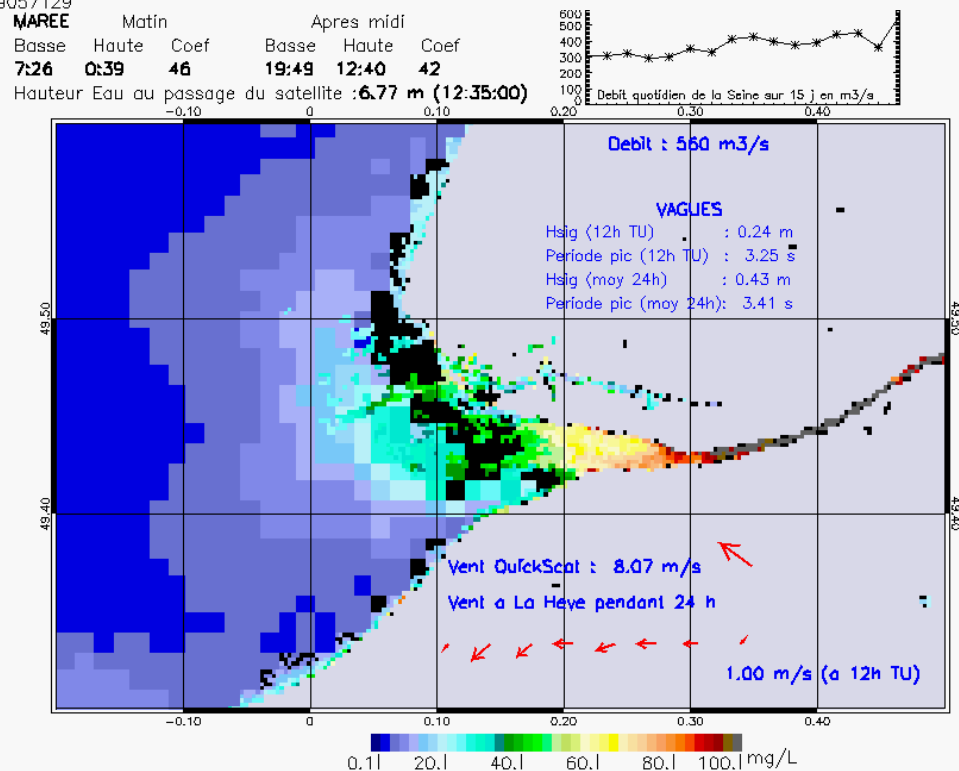 9057129
MAREE Matin Apres midi
Basse Haute Coef Basse Haute Coef
7:26 0:39 46 19:49 12:40 42
Hauteur Eau au passage du satellite :6.77 m (12:35:00)
600
500
400
300
200
100
0
Debit quotidien de la Seine sur 15 j en m3/s
-0.10 0 0.10 0.20 0.30 0.40
Debit : 560 m3/s
VAGUES
Hsig (12h TU) : 0.24 m
Periode pic (12h TU) : 3.25 s
Hsig (moy 24h) : 0.43 m
Periode pic (moy 24h): 3.41 s
49.50 49.50
49.40 49.40
Vent QuickScat : 8.07 m/s
Vent a La Heve pendant 24 h
1.00 m/s (a 12h TU)
-0.10 0 0.10 0.20 0.30 0.40
0.1| 20.| 40.| 60.| 80.| 100.| mg/L